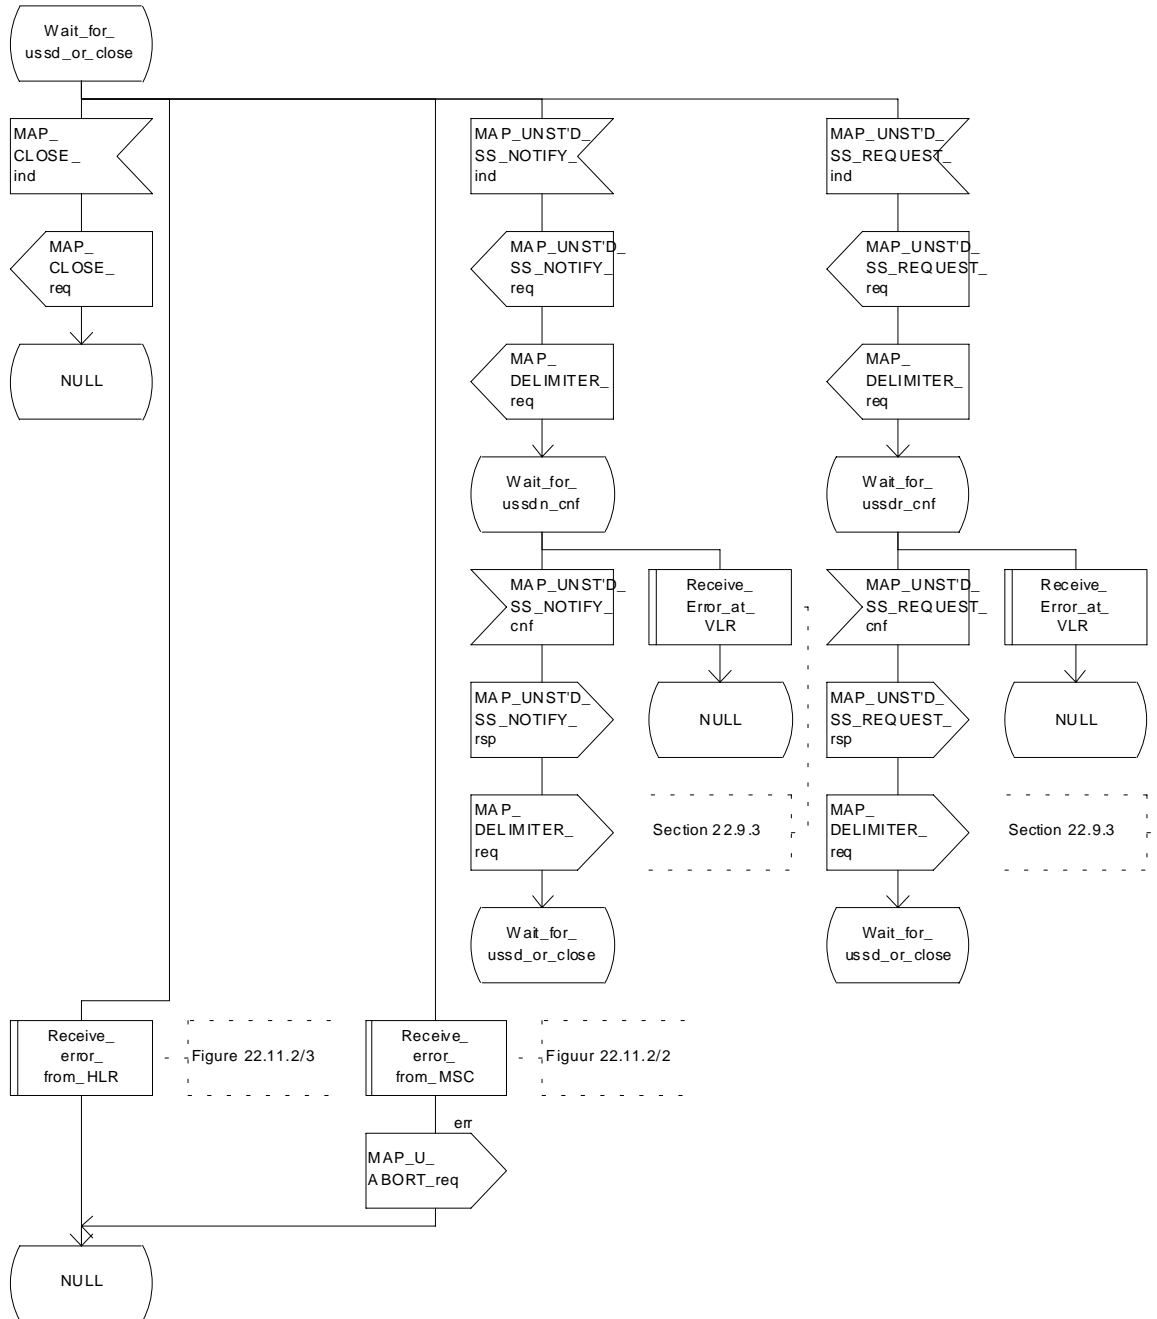 Wait_for_
ussd_or_close
MAP_
CLOSE_
ind
MAP_UNST'D_
SS_NOTIFY_
ind
MAP_UNST'D_
SS_REQUEST_
ind
MAP_
CLOSE_
req
MAP_UNST'D_
SS_NOTIFY_
req
MAP_UNST'D_
SS_REQUEST_
req
NULL
MAP_
DELIMITER_
req
MAP_
DELIMITER_
req
Wait_for_
ussdn_cnf
Wait_for_
ussdr_cnf
MAP_UNST'D_
SS_NOTIFY_
cnf
Receive_
Error_at_
VLR
MAP_UNST'D_
SS_REQUEST_
cnf
Receive_
Error_at_
VLR
MAP_UNST'D_
SS_NOTIFY_
rsp
NULL
MAP_UNST'D_
SS_REQUEST_
rsp
NULL
MAP_
DELIMITER_
req
Section 22.9.3
MAP_
DELIMITER_
req
Section 22.9.3
Wait_for_
ussd_or_close
Wait_for_
ussd_or_close
Receive_
error_
from_HLR
Figure 22.11.2/3
Receive_
error_
from_MSC
Figuur 22.11.2/2
err
MAP_U_
ABORT_req
NULL